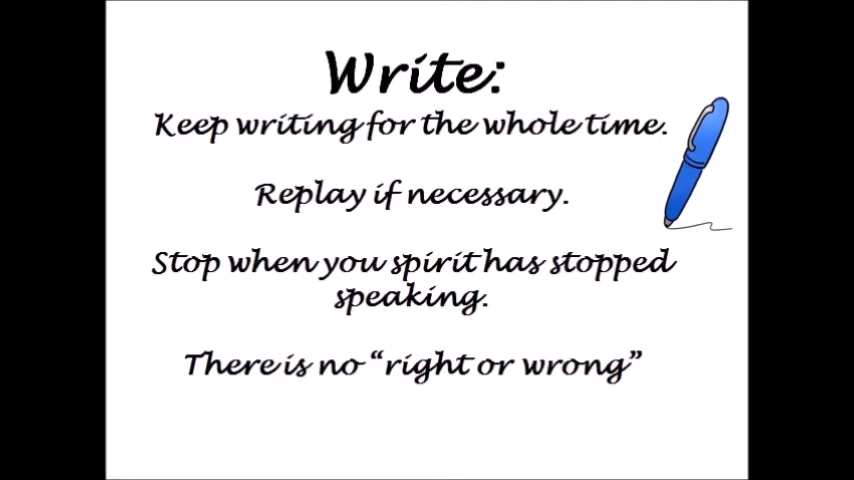 Write:
Keep writing for the whole time.
Replay if necessary.
Stop when you spirit has stopped
speaking.
There is no “right or wrong”